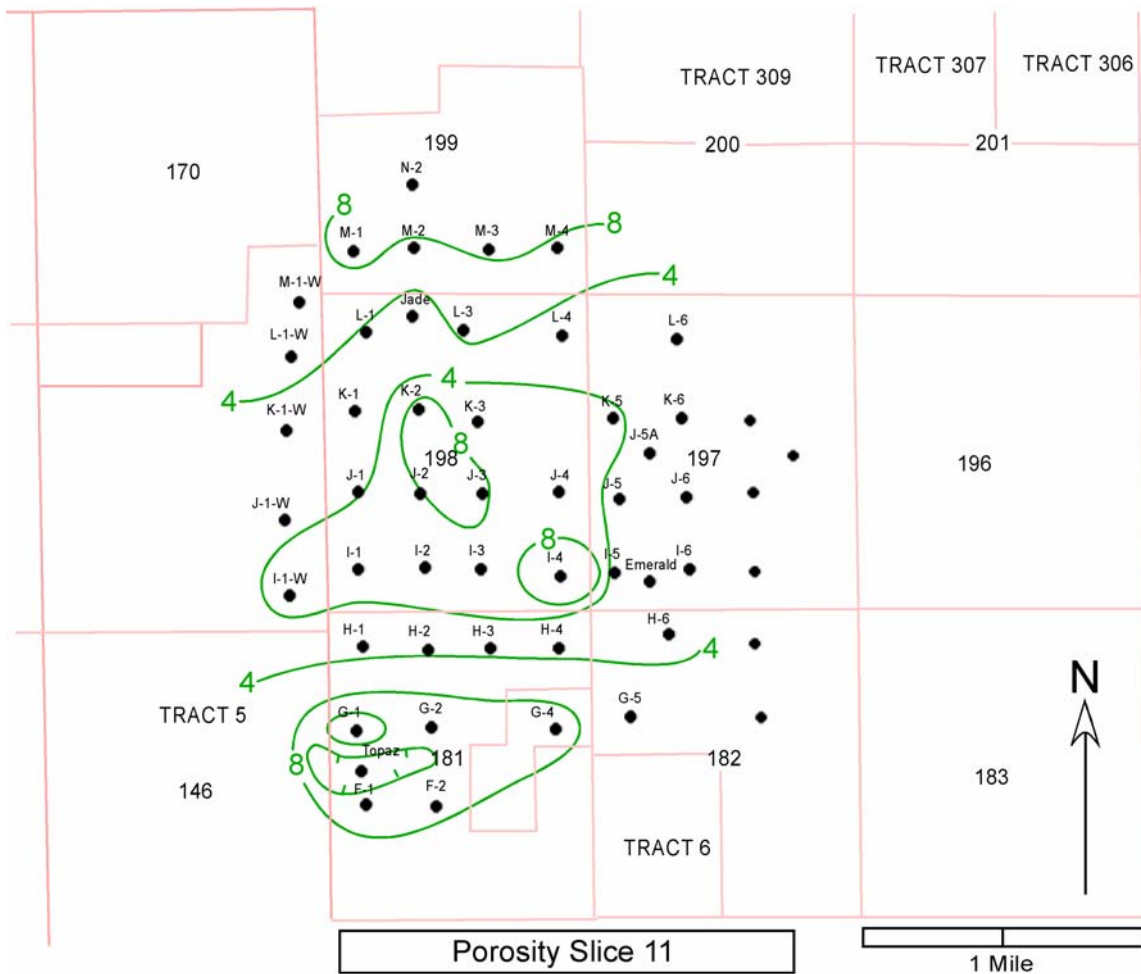 TRACT 309
TRACT 307
TRACT 306
199
200
201
170
N-2
8
8
M-1
M-2
M-3
M-4
4
M-1-W
Jade
L-1
L-3
L-4
L-6
L-1-W
4
4
K-1-W
K-1
K-2
K-3
K-5
K-6
8
J-5A
198
197
196
J-1
J-2
J-3
J-4
J-5
J-6
J-1-W
8
I-1-W
I-1
I-2
I-3
I-4
I-5
I-6
Emerald
H-1
H-2
H-3
H-4
H-6
4
4
N
TRACT 5
G-1
G-2
G-4
G-5
Topaz
8
181
182
183
146
F-1
F-2
TRACT 6
Porosity Slice 11
1 Mile